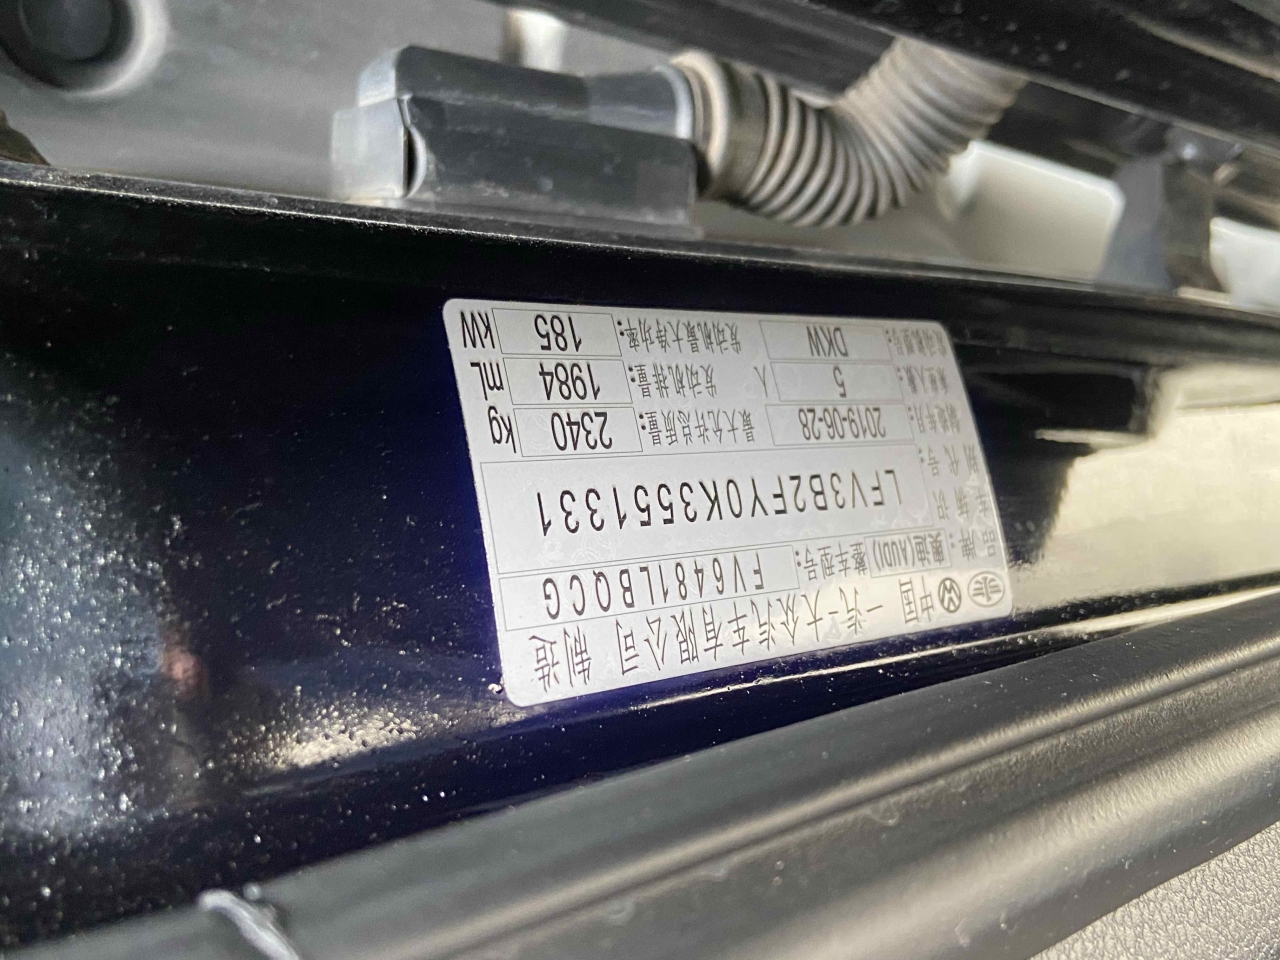 中国 一汽-大众汽车有限公司 制造
品牌: 奥迪(AUDI) 整车型号: FV6481LBQCG
车辆识别代号: LFV3B2FY0K3551331
制造年月: 2019-06-28 最大允许总质量: 2340 kg
乘坐人数: 5 人 发动机排量: 1984 mL
发动机型号: DKW 发动机最大净功率: 185 kW